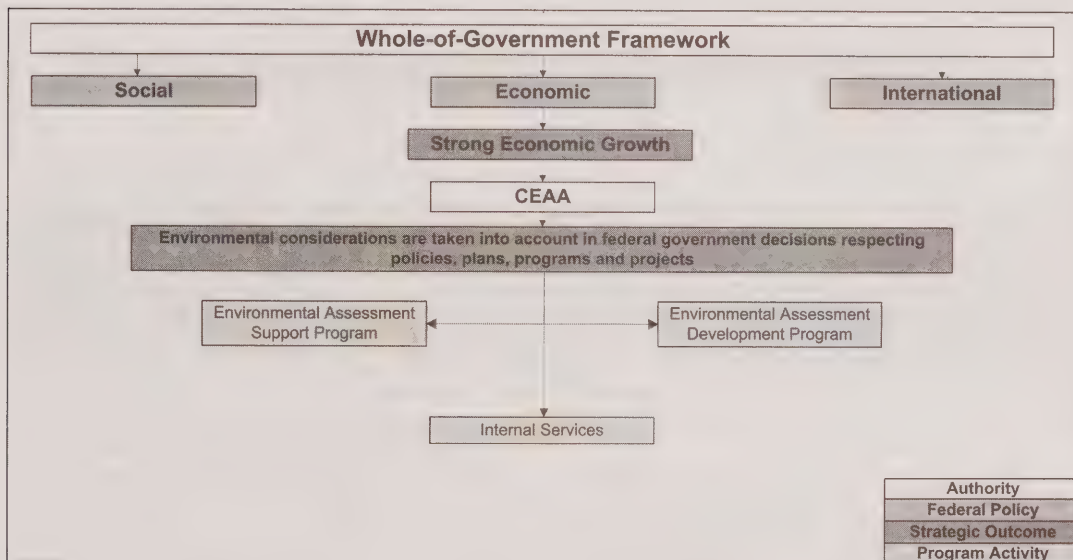 Whole-of-Government Framework
Social
Economic
International
Strong Economic Growth
CEAA
Environmental considerations are taken into account in federal government decisions respecting
policies, plans, programs and projects
Environmental Assessment
Support Program
Environmental Assessment
Development Program
Internal Services
Authority
Federal Policy
Strategic Outcome
Program Activity